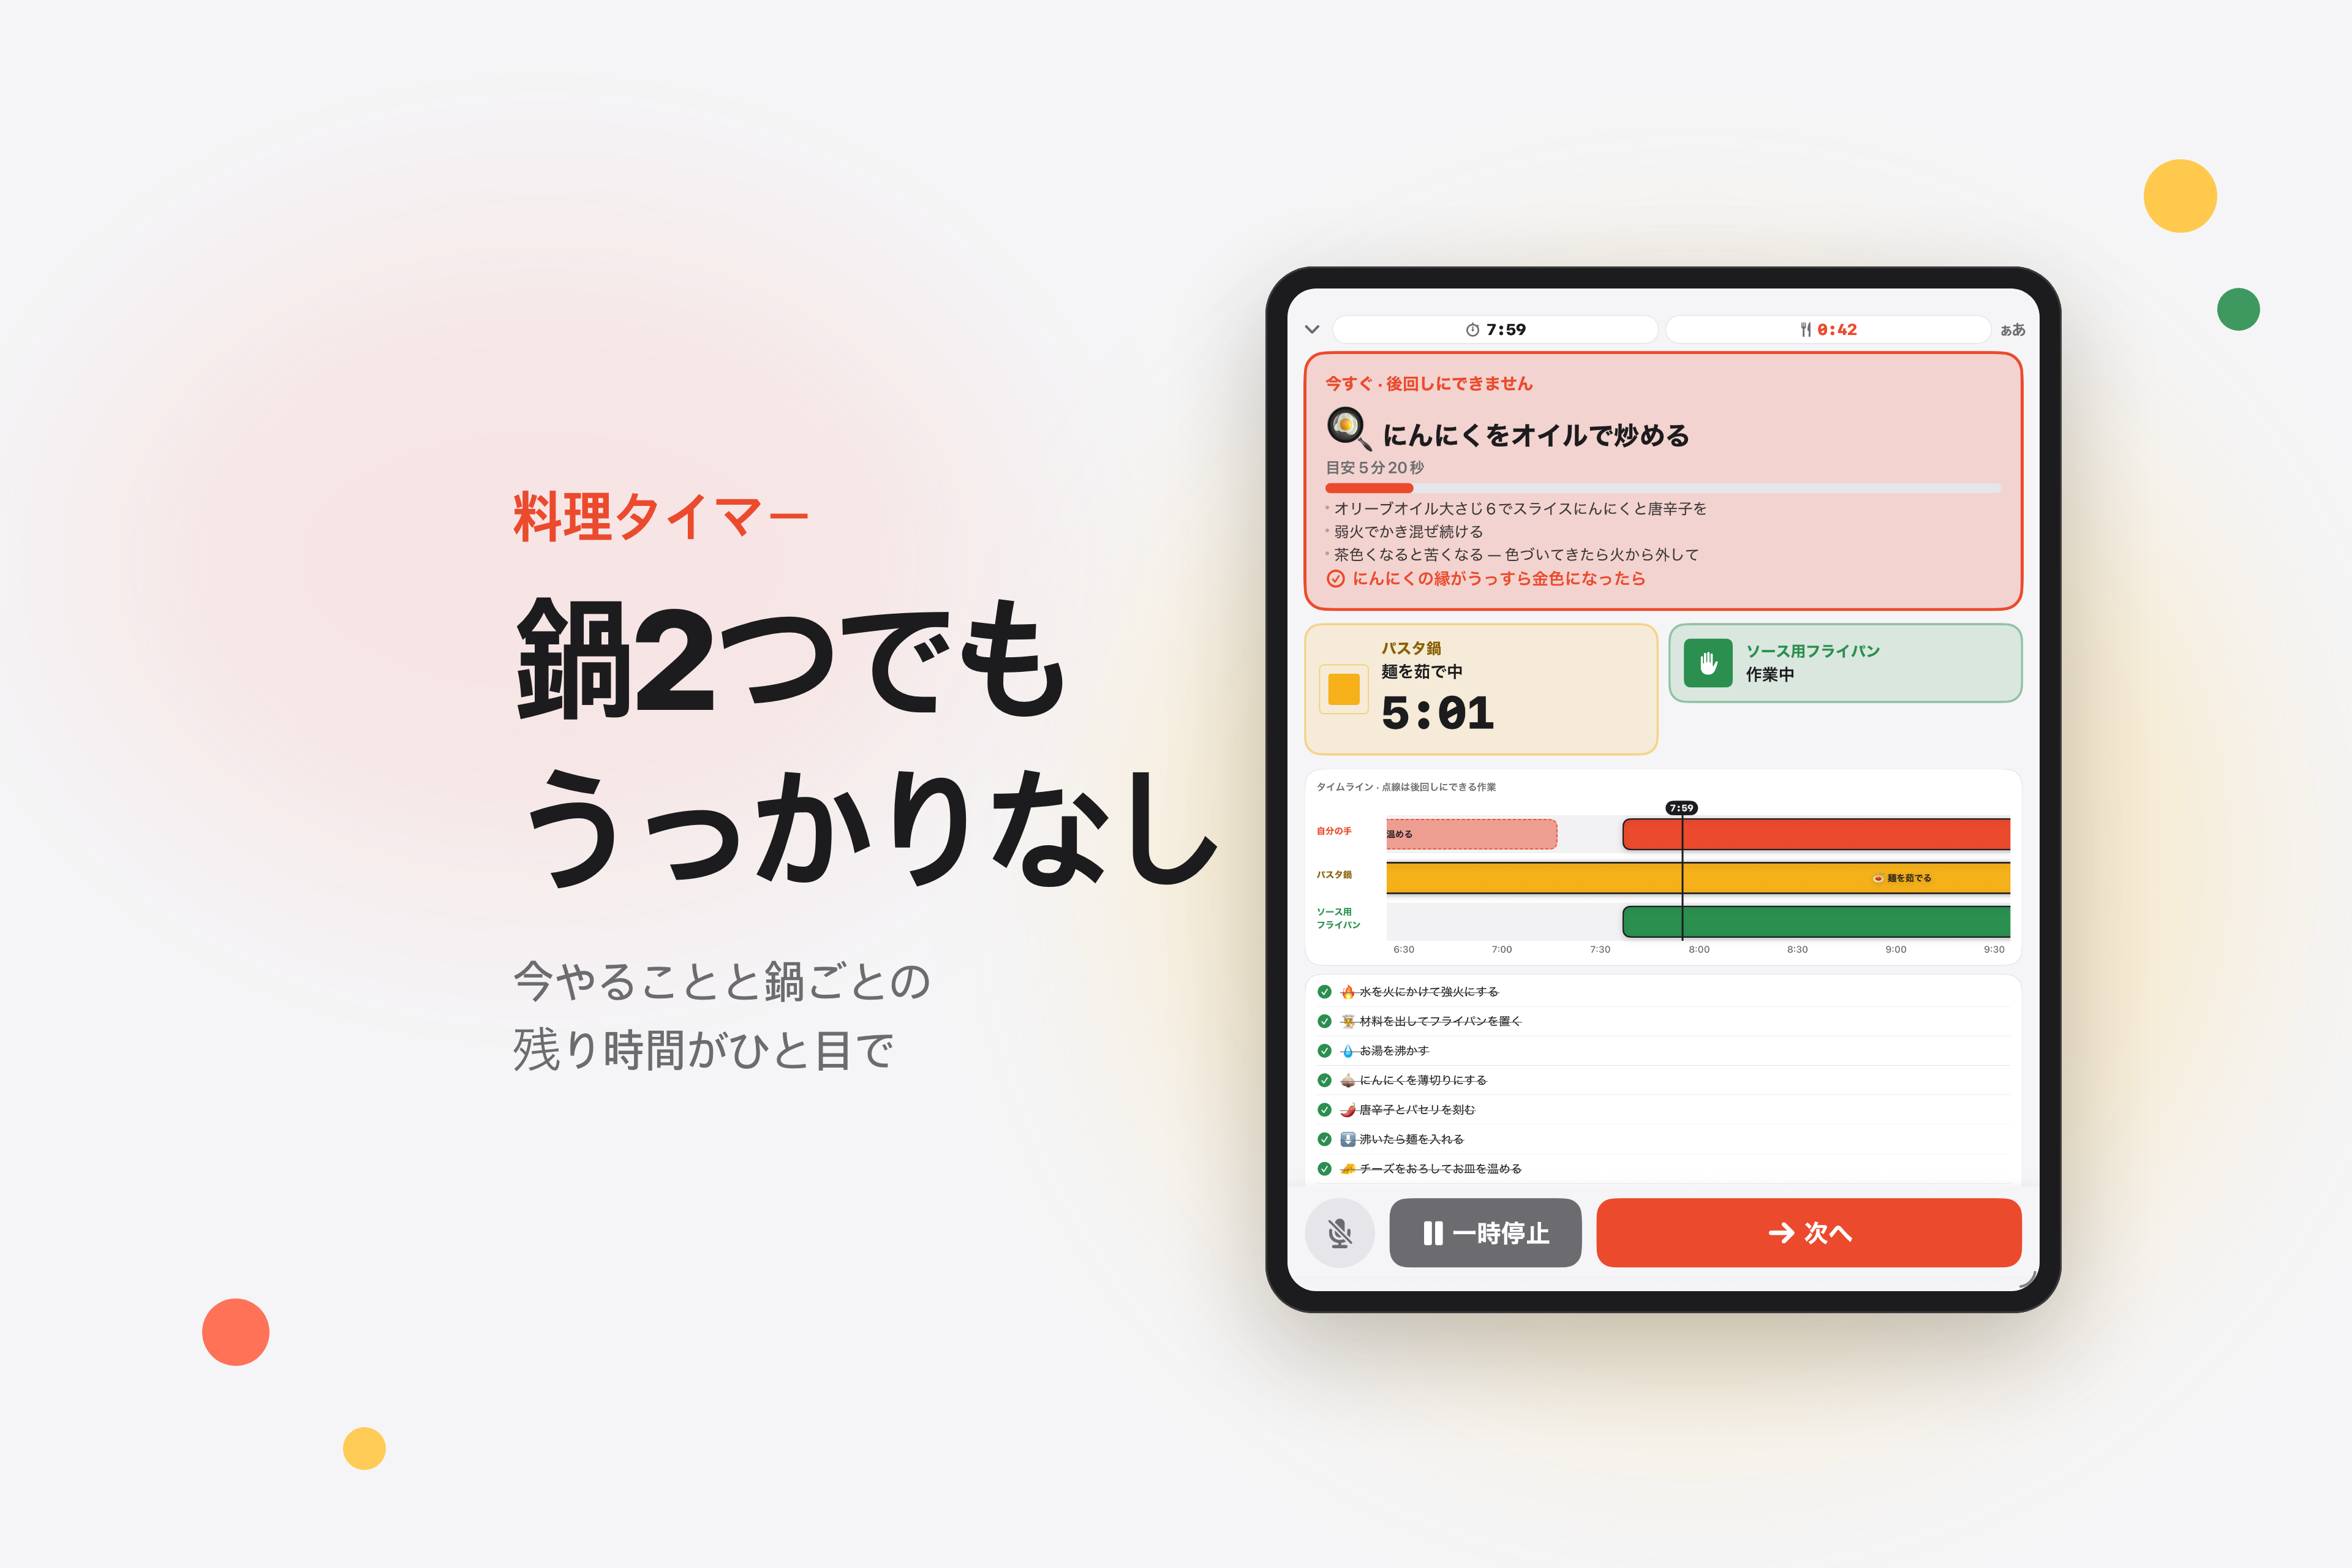 料理タイマー
鍋2つでも
うっかりなし
今やることと鍋ごとの
残り時間がひと目で
7:59
0:42
ああ
今すぐ · 後回しにできません
にんにくをオイルで炒める
目安 5 分 20 秒
オリーブオイル大さじ 6 でスライスにんにくと唐辛子を
弱火でかき混ぜ続ける
茶色くなると苦くなる — 色づいてきたら火から外して
にんにくの縁がうっすら金色になったら
パスタ鍋
麺を茹で中
5:01
ソース用フライパン
作業中
タイムライン · 点線は後回しにできる作業
7:59
自分の手
温める
パスタ鍋
麺を茹でる
ソース用
フライパン
6:30 7:00 7:30 8:00 8:30 9:00 9:30
水を火にかけて強火にする
材料を出してフライパンを置く
お湯を沸かす
にんにくを薄切りにする
唐辛子とパセリを刻む
沸いたら麺を入れる
チーズをおろしてお皿を温める
一時停止
次へ